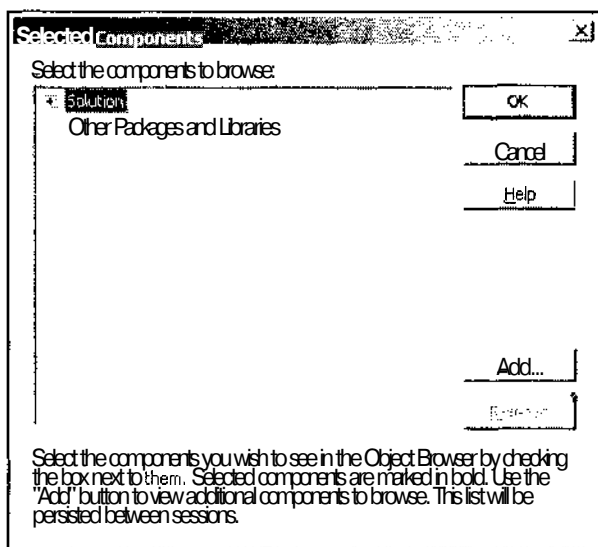 Selected Components
Select the components to browse:
Solution
Other Packages and Libraries
OK
Cancel
Help
Add...
Select the components you wish to see in the Object Browser by checking
the box next to them. Selected components are marked in bold. Use the
"Add" button to view additional components to browse. This list will be
persisted between sessions.